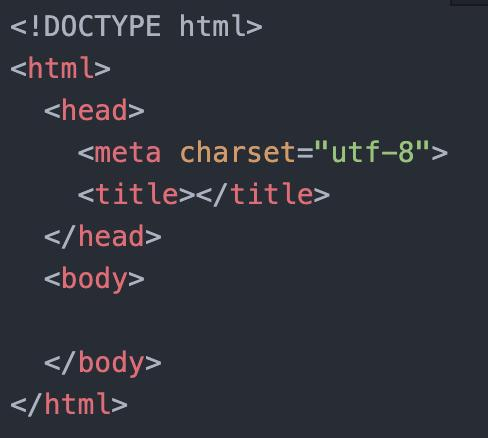 <!DOCTYPE html>
<html>
  <head>
    <meta charset="utf-8">
    <title></title>
  </head>
  <body>

  </body>
</html>